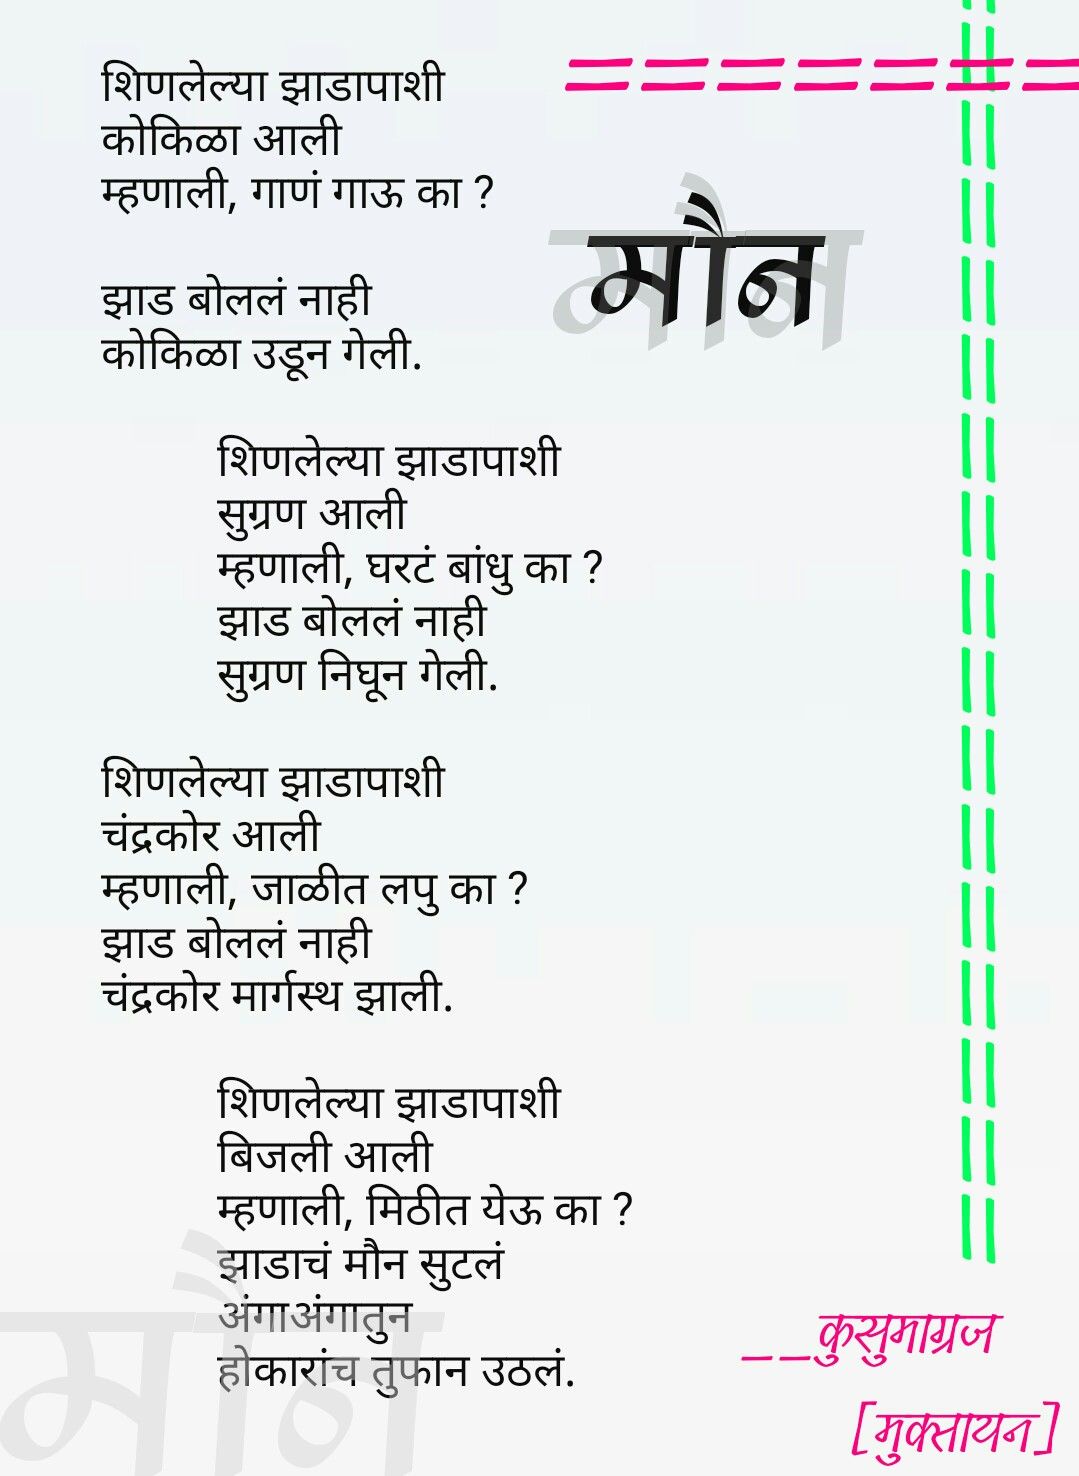 मौन
शिणलेल्या झाडापाशी
कोकिळा आली
म्हणाली, गाणं गाऊ का ?
झाड बोललं नाही
कोकिळा उडून गेली.
शिणलेल्या झाडापाशी
सुग्रण आली
म्हणाली, घरटं बांधु का ?
झाड बोललं नाही
सुग्रण निघून गेली.
शिणलेल्या झाडापाशी
चंद्रकोर आली
म्हणाली, जाळीत लपु का ?
झाड बोललं नाही
चंद्रकोर मार्गस्थ झाली.
शिणलेल्या झाडापाशी
बिजली आली
म्हणाली, मिठीत येऊ का ?
झाडाचं मौन सुटलं
अंगाअंगातुन
होकारांच तुफान उठलं.
मौन
__कुसुमाग्रज
[मुक्सायन]